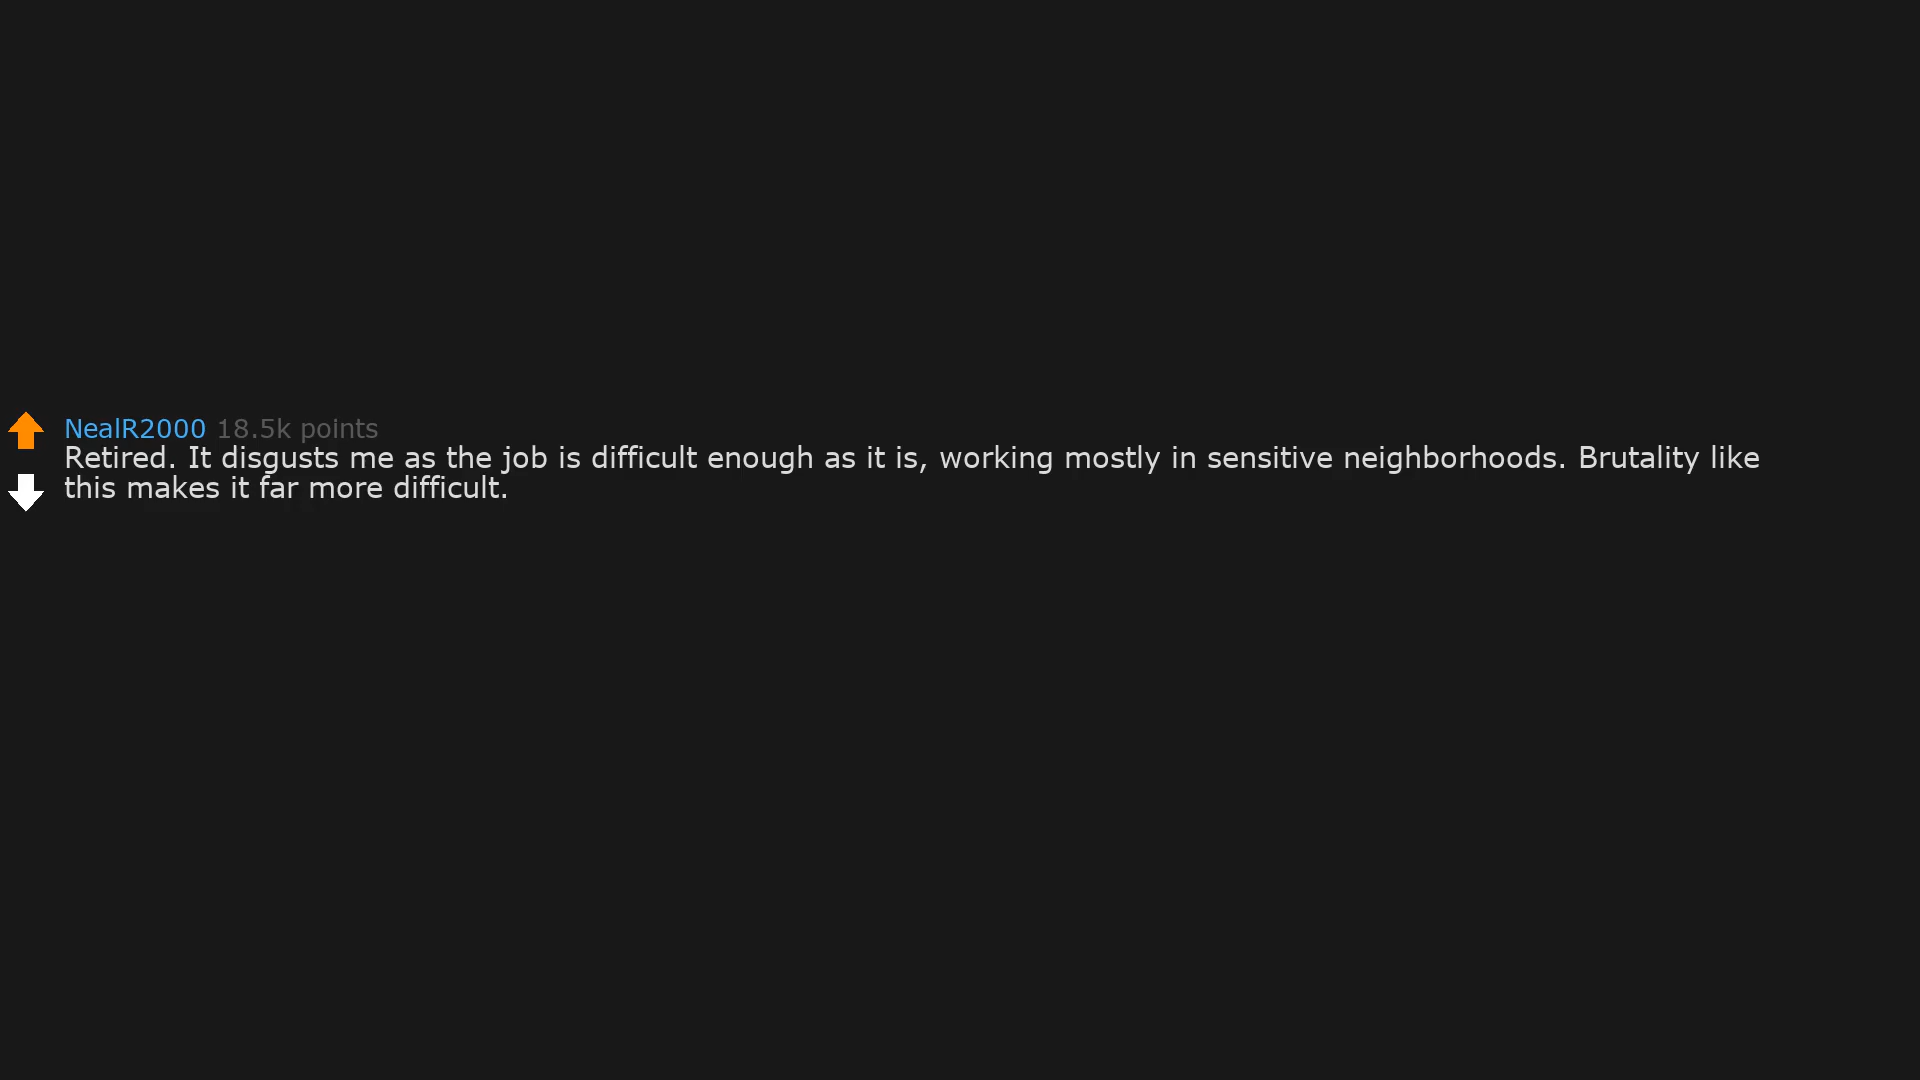 NealR2000 18.5k points
Retired. It disgusts me as the job is difficult enough as it is, working mostly in sensitive neighborhoods. Brutality like
this makes it far more difficult.